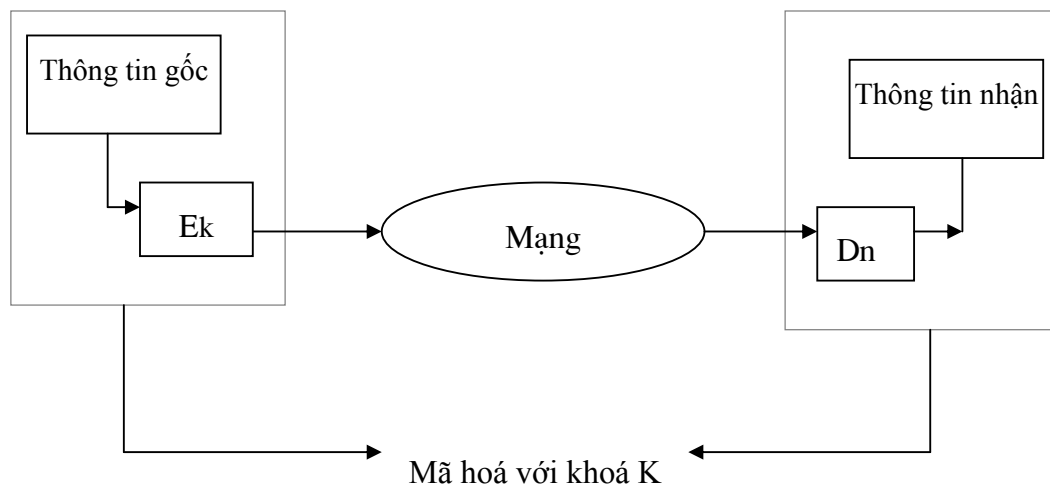 Thông tin gốc
Ek
Mạng
Thông tin nhận
Dn
Mã hoá với khoá K